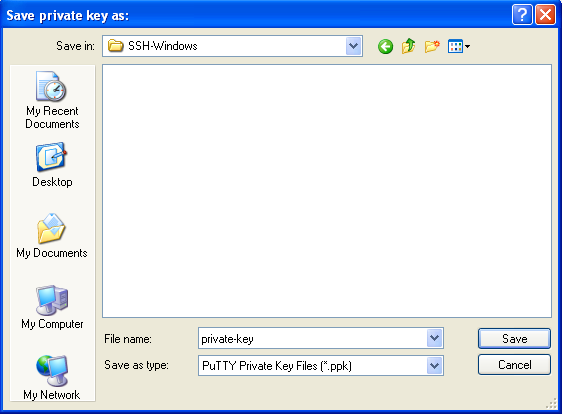 Save private key as:
Save in: SSH-Windows
My Recent
Documents
Desktop
My Documents
My Computer
My Network
File name: private-key Save
Save as type: PuTTY Private Key Files (*.ppk) Cancel